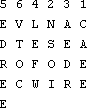 5 6 4 2 3 1
E V L N A C
D T E S E A
R O F O D E
E C W I R E
E